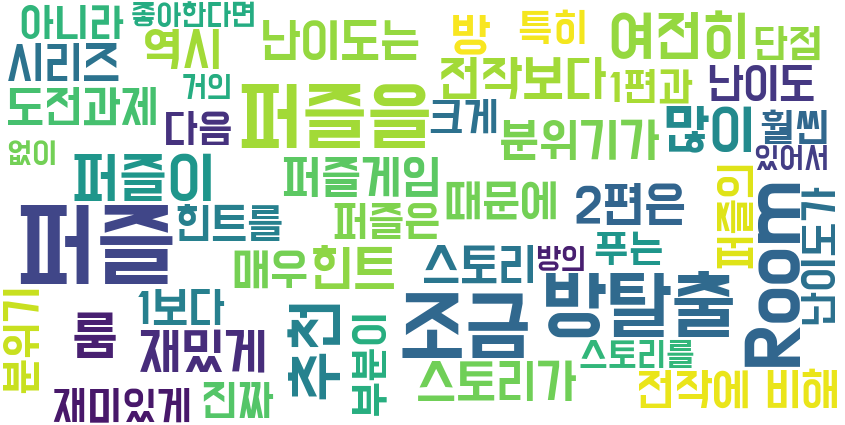 아니라
좋아한다면
역시
난이도는
방
특히
여전히
단점
시리즈
거의
전작보다
1편과
난이도
도전과제
퍼즐을
크게
다음
분위기가
많이
훨씬
없이
있어서
퍼즐이
퍼즐게임
때문에
2편은
퍼즐의
Room
난이도가
퍼즐
힌트를
퍼즐은
푸는
매우
힌트
스토리
방의
분위기
1보다
룸
재밌게
추천
부분이
조금
방탈출
스토리를
재미있게
진짜
스토리가
전작에
비해